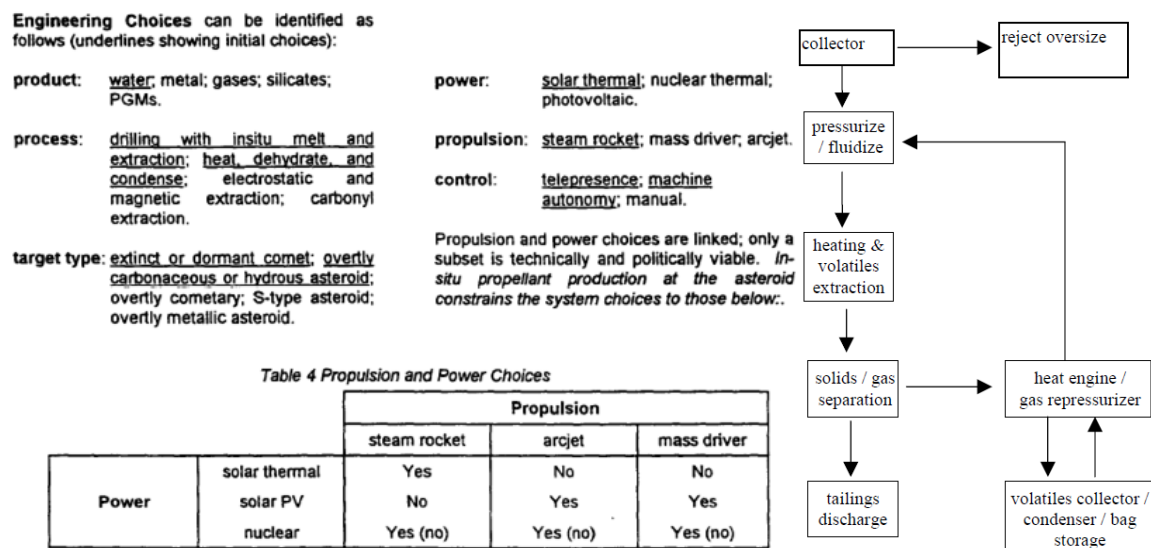 Engineering Choices can be identified as
follows (underlines showing initial choices):
product: water; metal; gases; silicates;
PGMs.
process: drilling with insitu melt and
extraction; heat, dehydrate, and
condense; electrostatic and
magnetic extraction; carbonyl
extraction.
target type: extinct or dormant comet; overtly
carbonaceous or hydrous asteroid;
overtly cometary; S-type asteroid;
overtly metallic asteroid.
power: solar thermal; nuclear thermal;
photovoltaic.
propulsion: steam rocket; mass driver; arcjet.
control: telepresence; machine
autonomy; manual.
Propulsion and power choices are linked; only a
subset is technically and politically viable. In-
situ propellant production at the asteroid
constrains the system choices to those below:.
Table 4 Propulsion and Power Choices
Propulsion
steam rocket arcjet mass driver
Power
solar thermal Yes No No
solar PV No Yes Yes
nuclear Yes (no) Yes (no) Yes (no)
collector
reject oversize
pressurize
/ fluidize
heating &
volatiles
extraction
solids / gas
separation
heat engine /
gas repressurizer
tailings
discharge
volatiles collector /
condenser / bag
storage